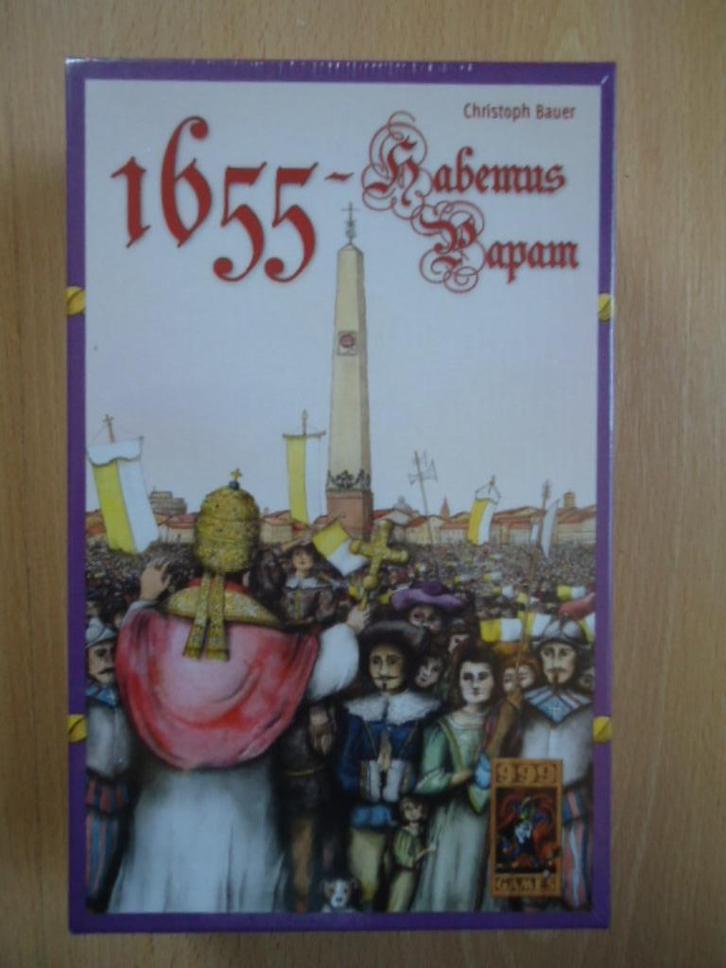 Christoph Bauer
1655 - Habemus
Papam
999
GAMES